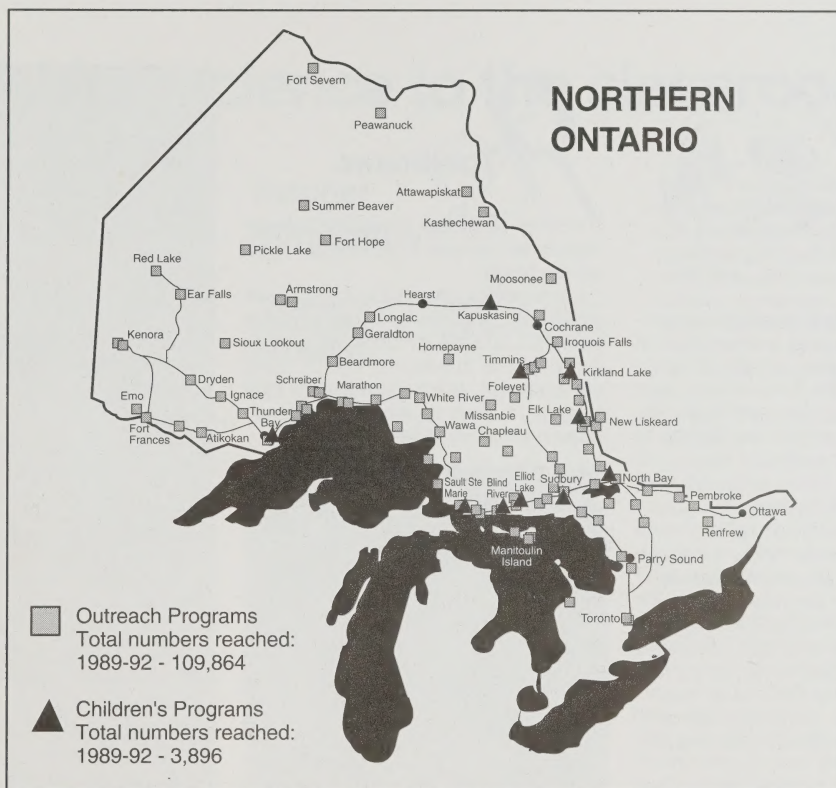 NORTHERN
ONTARIO
Fort Severn
Peawanuck
Attawapiskat
Kashechewan
Summer Beaver
Fort Hope
Pickle Lake
Red Lake
Ear Falls
Armstrong
Moosonee
Hearst
Kapuskasing
Longlac
Geraldton
Cochrane
Iroquois Falls
Kenora
Sioux Lookout
Hornepayne
Timmins
Kirkland Lake
Beardmore
Dryden
Schreiber
Marathon
Foleyet
Ignace
White River
Missanbie
Elk Lake
New Liskeard
Emo
Thunder
Bay
Fort
Frances
Atikokan
Wawa
Chapleau
Sault Ste
Marie
Blind
River
Elliot
Lake
Sudbury
North Bay
Pembroke
Ottawa
Renfrew
Manitoulin
Island
Parry Sound
Toronto
Outreach Programs
Total numbers reached:
1989-92 - 109,864
Children's Programs
Total numbers reached:
1989-92 - 3,896